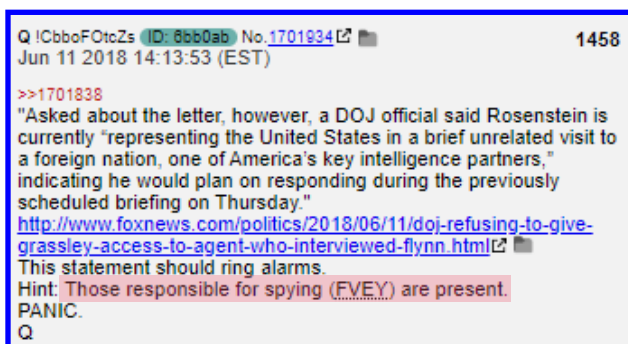 Q !CbboFOtcZs ID: 6bb0ab No.1701934 1458
Jun 11 2018 14:13:53 (EST)
>>1701838
"Asked about the letter, however, a DOJ official said Rosenstein is
currently “representing the United States in a brief unrelated visit to
a foreign nation, one of America’s key intelligence partners,”
indicating he would plan on responding during the previously
scheduled briefing on Thursday."
http://www.foxnews.com/politics/2018/06/11/doj-refusing-to-give-
grassley-access-to-agent-who-interviewed-flynn.html
This statement should ring alarms.
Hint: Those responsible for spying (FVEY) are present.
PANIC.
Q